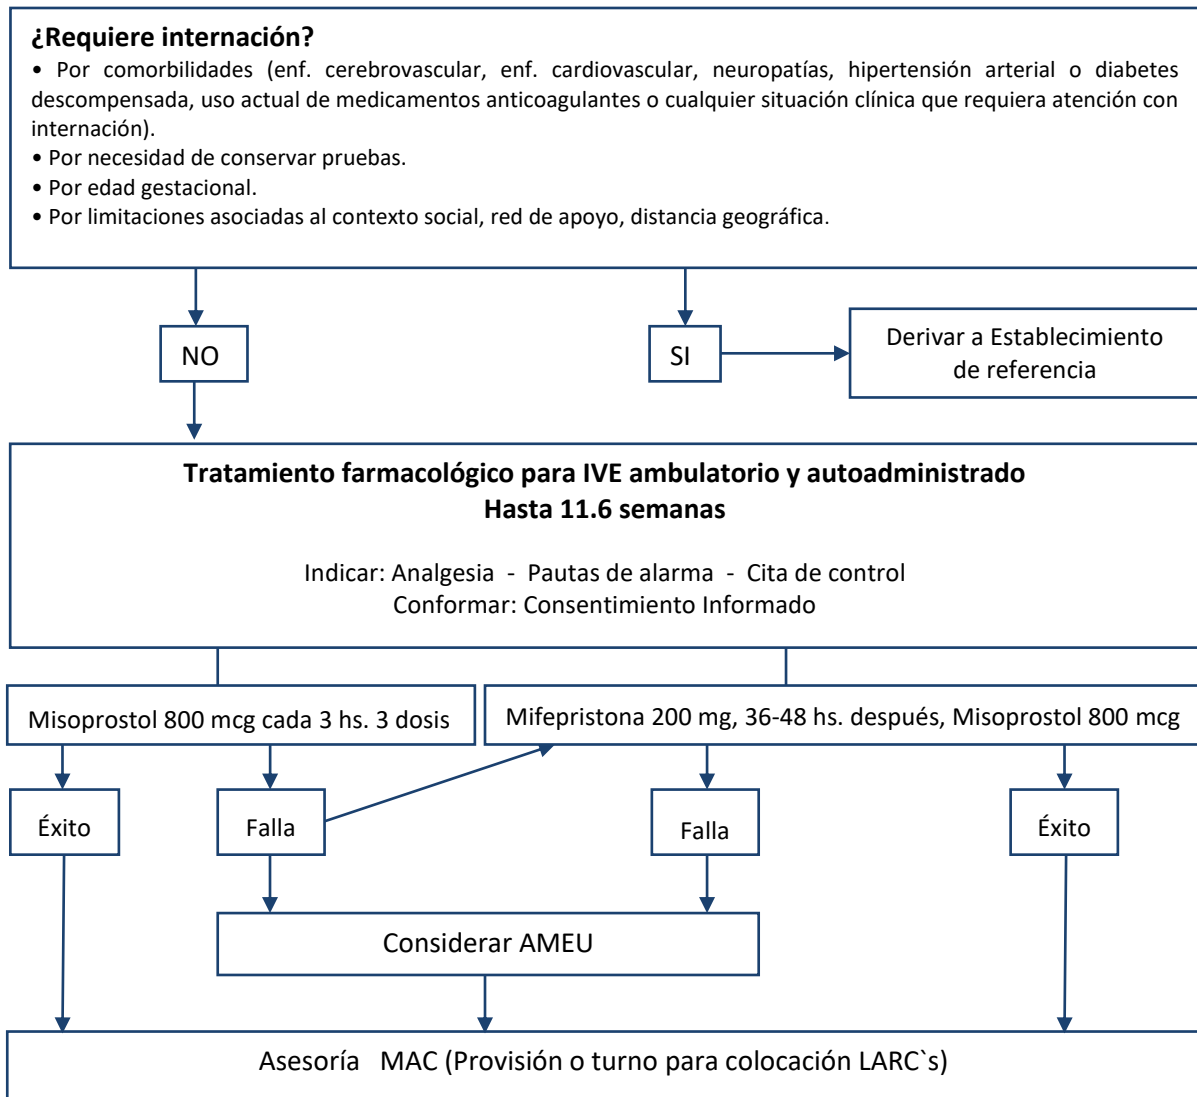 ¿Requiere internación?
• Por comorbilidades (enf. cerebrovascular, enf. cardiovascular, neuropatías, hipertensión arterial o diabetes
descompensada, uso actual de medicamentos anticoagulantes o cualquier situación clínica que requiera atención con
internación).
• Por necesidad de conservar pruebas.
• Por edad gestacional.
• Por limitaciones asociadas al contexto social, red de apoyo, distancia geográfica.
NO
SI
Derivar a Establecimiento
de referencia
Tratamiento farmacológico para IVE ambulatorio y autoadministrado
Hasta 11.6 semanas
Indicar: Analgesia - Pautas de alarma - Cita de control
Conformar: Consentimiento Informado
Misoprostol 800 mcg cada 3 hs. 3 dosis
Mifepristona 200 mg, 36-48 hs. después, Misoprostol 800 mcg
Éxito
Falla
Falla
Éxito
Considerar AMEU
Asesoría MAC (Provisión o turno para colocación LARC`s)